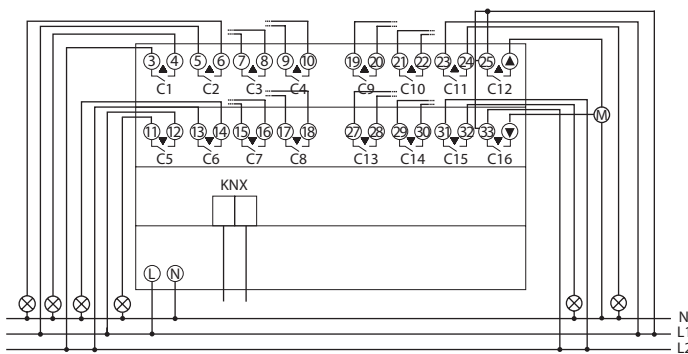 3 4 5 6 7 8 9 10 19 20 21 22 23 24 25
C1 C2 C3 C4 C9 C10 C11 C12
M
11 12 13 14 15 16 17 18 27 28 29 30 31 32 33
C5 C6 C7 C8 C13 C14 C15 C16
KNX
L N
N
L1
L2